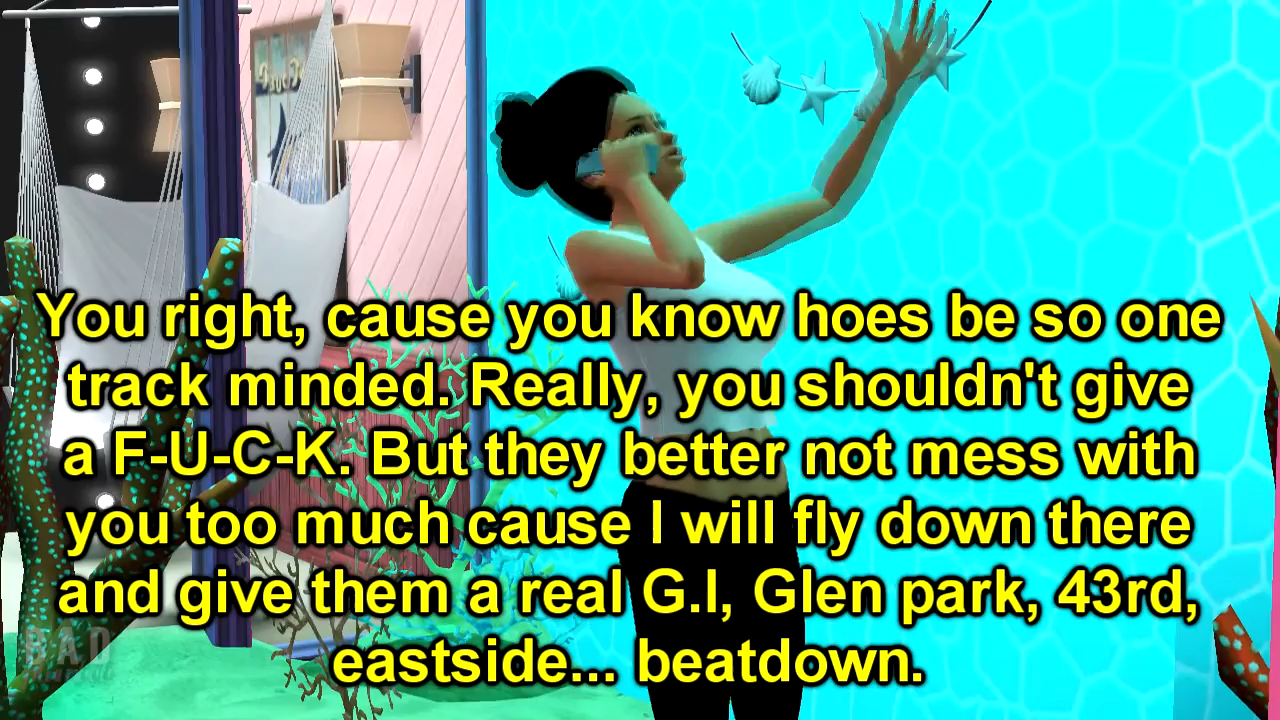 You right, cause you know hoes be so one
track minded. Really, you shouldn't give
a F-U-C-K. But they better not mess with
you too much cause I will fly down there
and give them a real G.I, Glen park, 43rd,
eastside... beatdown.
BAD